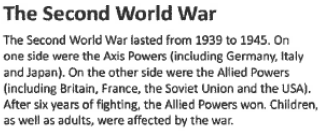 The Second World War
The Second World War lasted from 1939 to 1945. On
one side were the Axis Powers (including Germany, Italy
and Japan). On the other side were the Allied Powers
(including Britain, France, the Soviet Union and the USA).
After six years of fighting, the Allied Powers won. Children,
as well as adults, were affected by the war.